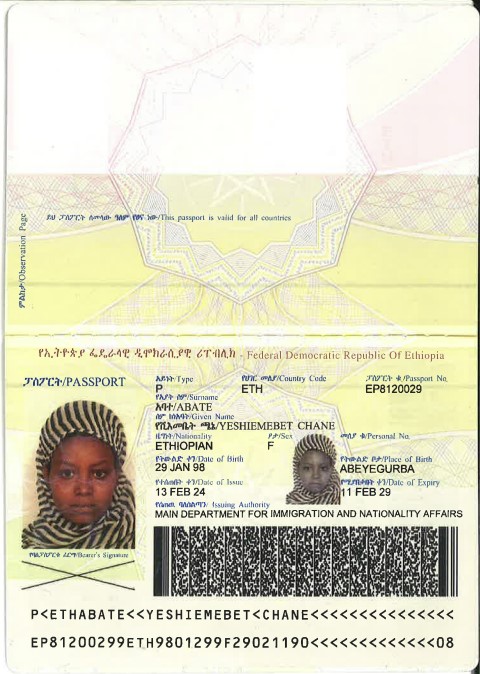 ይህ ፓስፖርት ለመላው ዓለም የፀና ነው/This passport is valid for all countries
ምልከታ/Observation Page
የኢትዮጵያ ፌዴራላዊ ዲሞክራሲያዊ ሪፐብሊክ - Federal Democratic Republic Of Ethiopia
ፓስፖርት/PASSPORT
ዓይነት/Type
የሀገር መለያ/Country Code
ፓስፖርት ቁ./Passport No.
P
ETH
EP8120029
የአያት ስም/Surname
አባተ/ABATE
ስም ከነአባት/Given Name
የሺእመቤት ጫኔ/YESHIEMEBET CHANE
ዜግነት/Nationality
ፆታ/Sex
መለያ ቁ./Personal No.
ETHIOPIAN
F
የትውልድ ቀን/Date of Birth
የትውልድ ቦታ/Place of Birth
29 JAN 98
ABEYEGURBA
የተሰጠበት ቀን/Date of Issue
የሚያበቃበት ቀን/Date of Expiry
13 FEB 24
11 FEB 29
የሰጠዉ ባለስልጣን/ Issuing Authority
MAIN DEPARTMENT FOR IMMIGRATION AND NATIONALITY AFFAIRS
የባለፓስፖርቱ ፊርማ/Bearer's Signature
P<ETHABATE<<YESHIEMEBET<CHANE<<<<<<<<<<<<<<<
EP81200299ETH9801299F29021190<<<<<<<<<<<<<08